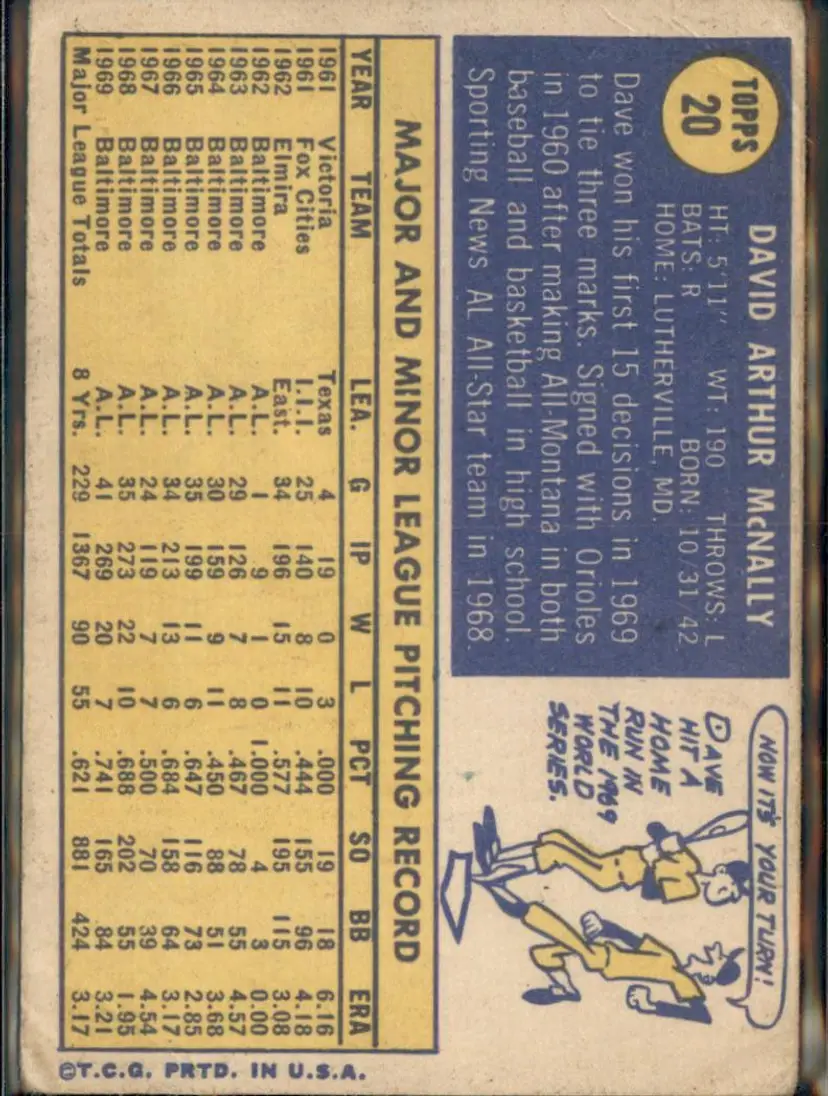 TOPPS
20
DAVID ARTHUR McNALLY
HT: 5'11" WT: 190 THROWS: L
BATS: R BORN: 10/31/42
HOME: LUTHERVILLE, MD.
Dave won his first 15 decisions in 1969
to tie three marks. Signed with Orioles
in 1960 after making All-Montana in both
baseball and basketball in high school.
Sporting News AL All-Star team in 1968.
NOW IT'S YOUR TURN!
DAVE
HIT A
HOME
RUN IN
THE 1969
WORLD
SERIES.
MAJOR AND MINOR LEAGUE PITCHING RECORD
YEAR TEAM LEA. G IP W L PCT SO BB ERA
1961 Victoria Texas 4 19 0 3 .000 19 18 6.16
1961 Fox Cities I.I.I. 25 140 8 10 .444 155 96 4.18
1962 Elmira East. 34 196 15 11 .577 195 115 3.08
1962 Baltimore A.L. 1 9 1 0 1.000 4 3 0.00
1963 Baltimore A.L. 29 126 7 8 .467 78 55 4.57
1964 Baltimore A.L. 30 159 9 11 .450 88 51 3.68
1965 Baltimore A.L. 35 199 11 6 .647 116 73 2.85
1966 Baltimore A.L. 34 213 13 6 .684 158 64 3.17
1967 Baltimore A.L. 24 119 7 7 .500 70 39 4.54
1968 Baltimore A.L. 35 273 22 10 .688 202 55 1.95
1969 Baltimore A.L. 41 269 20 7 .741 165 84 3.21
Major League Totals 8 Yrs. 229 1367 90 55 .621 881 424 3.17
©T.C.G. PRTD. IN U.S.A.